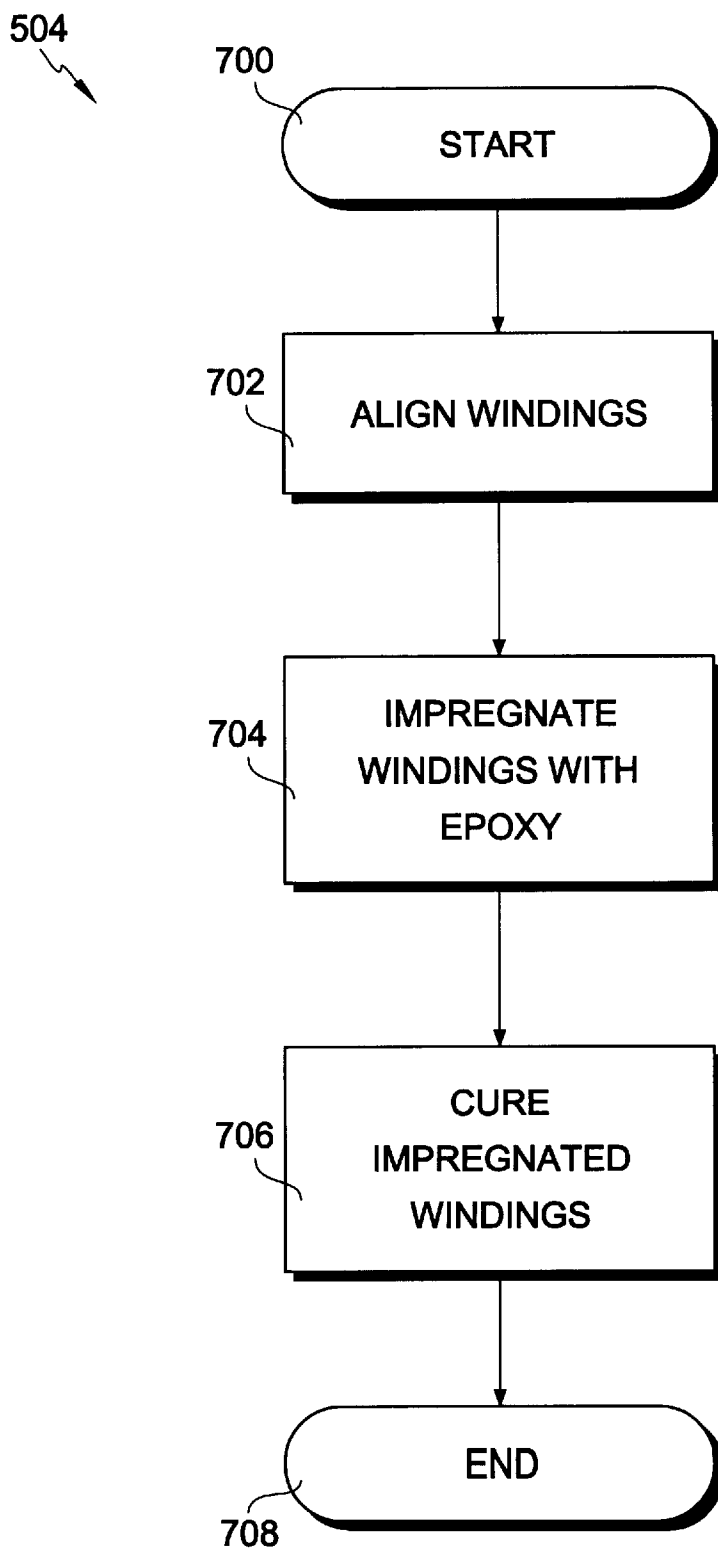 504
700
START
702
ALIGN WINDINGS
704
IMPREGNATE
WINDINGS WITH
EPOXY
706
CURE
IMPREGNATED
WINDINGS
END
708